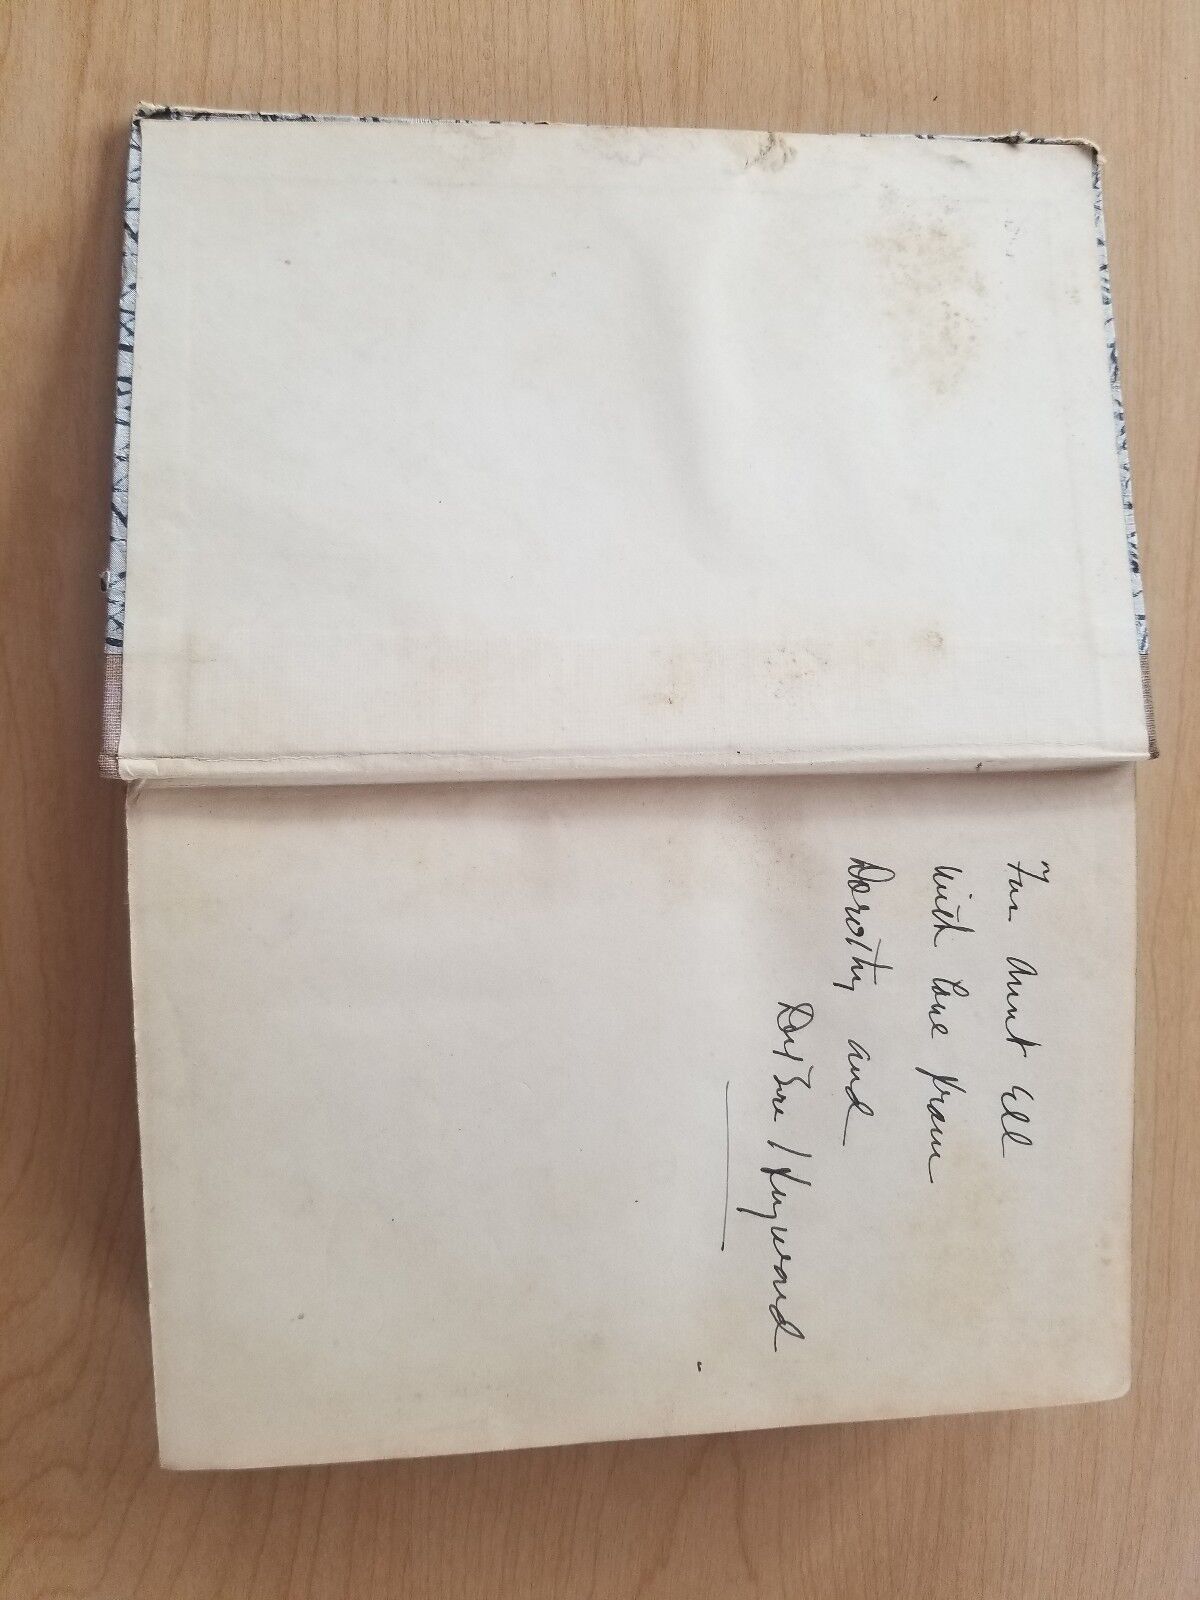 For Aunt Ell
with love from
Dorothy and
DuBose Heyward